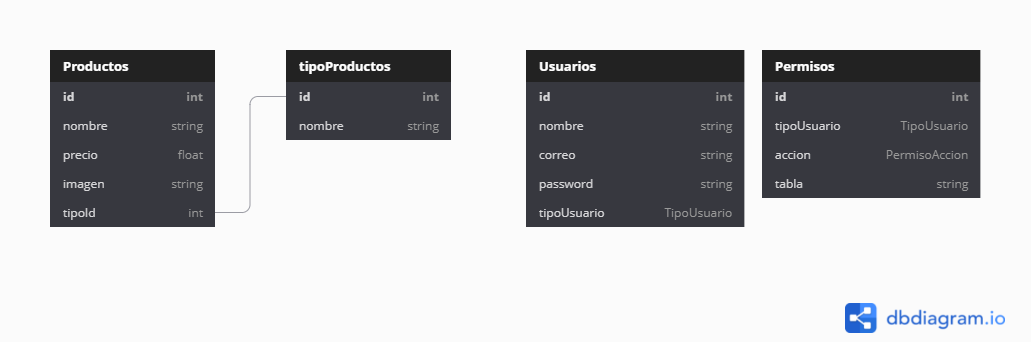 Productos
id int
nombre string
precio float
imagen string
tipoId int
tipoProductos
id int
nombre string
Usuarios
id int
nombre string
correo string
password string
tipoUsuario TipoUsuario
Permisos
id int
tipoUsuario TipoUsuario
accion PermisoAccion
tabla string
dbdiagram.io